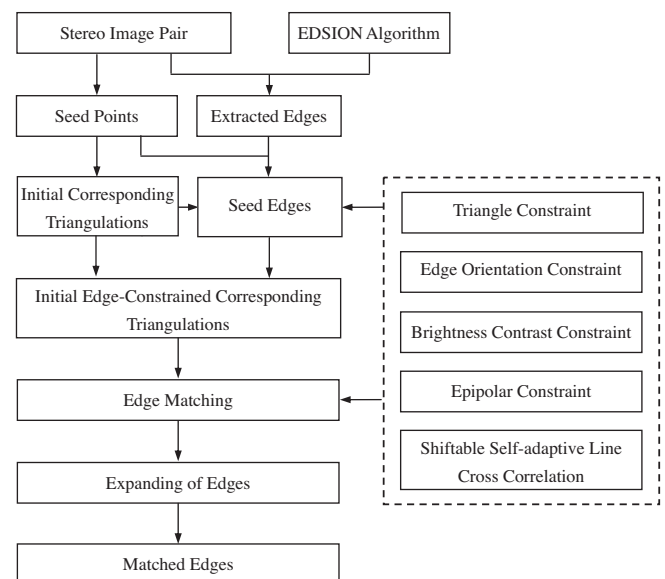 Stereo Image Pair
EDSION Algorithm
Seed Points
Extracted Edges
Initial Corresponding
Triangulations
Seed Edges
Triangle Constraint
Edge Orientation Constraint
Initial Edge-Constrained Corresponding
Triangulations
Brightness Contrast Constraint
Edge Matching
Epipolar Constraint
Shiftable Self-adaptive Line
Cross Correlation
Expanding of Edges
Matched Edges